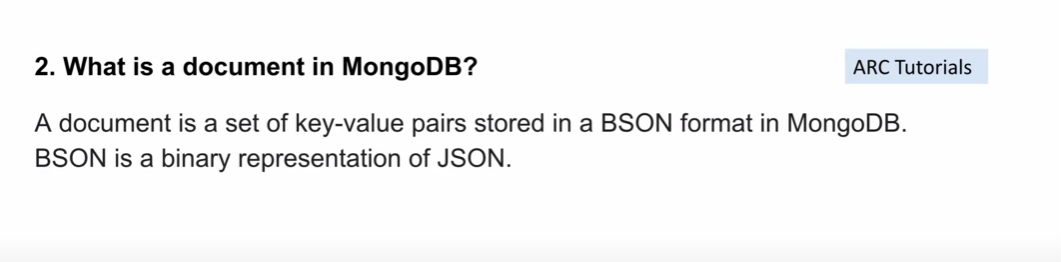 2. What is a document in MongoDB?
ARC Tutorials
A document is a set of key-value pairs stored in a BSON format in MongoDB.
BSON is a binary representation of JSON.